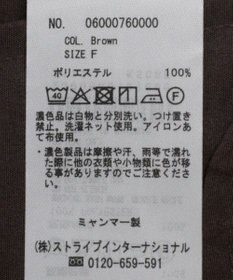 NO. 06000760000
COL. Brown
SIZE F
ポリエステル 100%
40 F
濃色品は白物と分別洗い。つけ置き
禁止。洗濯ネット使用。アイロンあ
て布使用。
・濃色製品は摩擦や汗、雨等で濡れ
た際に他の衣類や小物類に色が移
る事がありますのでご注意下さい。
ミャンマー製
(株)ストライプインターナショナル
☎ 0120-659-591